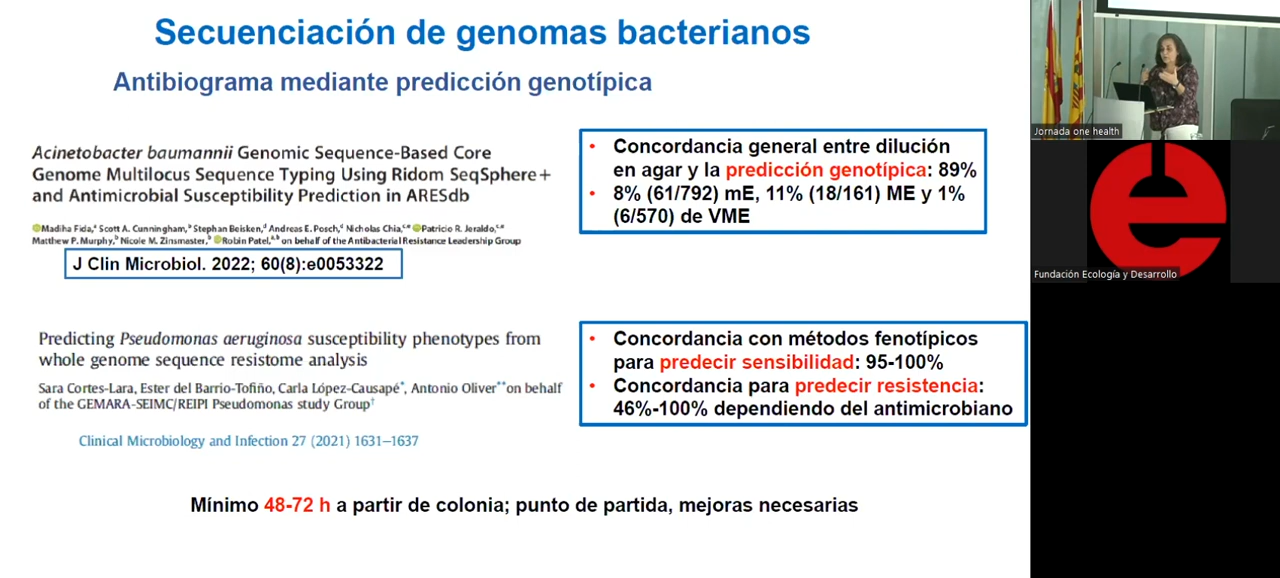 Secuenciación de genomas bacterianos
Antibiograma mediante predicción genotípica
Acinetobacter baumannii Genomic Sequence-Based Core
Genome Multilocus Sequence Typing Using Ridom SeqSphere+
and Antimicrobial Susceptibility Prediction in ARESdb
Madiha Fida,ᵃ Scott A. Cunningham,ᵇ Stephan Beisken,ᵈ Andreas E. Posch,ᵈ Nicholas Chia,ᶜ,ᵉ Patricio R. Jeraldo,ᶜ,ᵉ
Matthew P. Murphy,ᵇ Nicole M. Zinsmaster,ᵇ Robin Patel,ᵃ,ᵇ on behalf of the Antibacterial Resistance Leadership Group
J Clin Microbiol. 2022; 60(8):e0053322
• Concordancia general entre dilución
en agar y la predicción genotípica: 89%
• 8% (61/792) mE, 11% (18/161) ME y 1%
(6/570) de VME
Predicting Pseudomonas aeruginosa susceptibility phenotypes from
whole genome sequence resistome analysis
Sara Cortes-Lara, Ester del Barrio-Tofiño, Carla López-Causapé*, Antonio Oliver** on behalf
of the GEMARA-SEIMC/REIPI Pseudomonas study Group†
Clinical Microbiology and Infection 27 (2021) 1631–1637
• Concordancia con métodos fenotípicos
para predecir sensibilidad: 95-100%
• Concordancia para predecir resistencia:
46%-100% dependiendo del antimicrobiano
Mínimo 48-72 h a partir de colonia; punto de partida, mejoras necesarias
Jornada one health
e
Fundación Ecología y Desarrollo